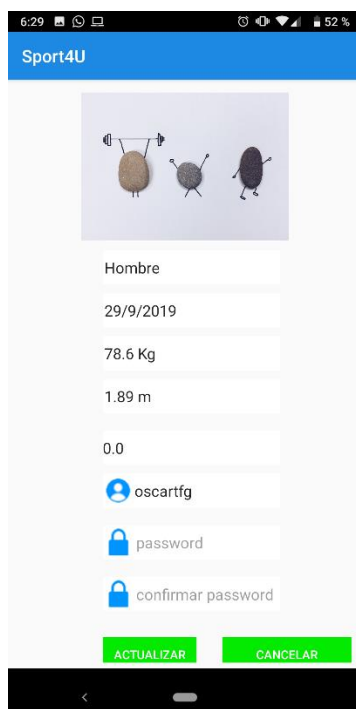 6:29 52 %
Sport4U
Hombre
29/9/2019
78.6 Kg
1.89 m
0.0
oscartfg
password
confirmar password
ACTUALIZAR CANCELAR